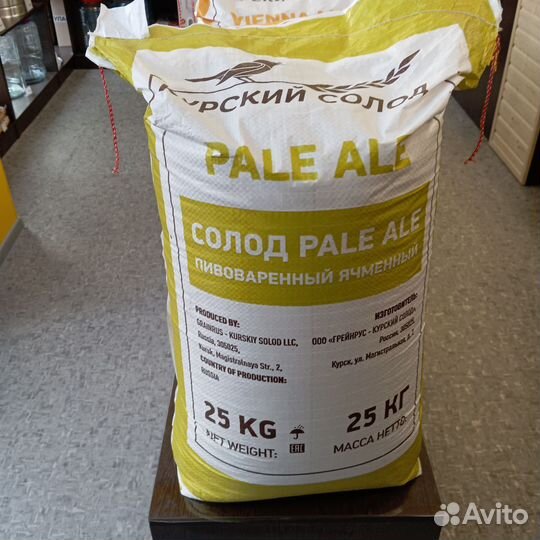 VIENNA
КУРСКИЙ СОЛОД
PALE ALE
СОЛОД PALE ALE
ПИВОВАРЕННЫЙ ЯЧМЕННЫЙ
PRODUCED BY:
GRAINRUS - KURSKIY SOLOD LLC,
Russia, 305025,
Kursk, Magistralnaya Str., 2,
COUNTRY OF PRODUCTION:
RUSSIA
ИЗГОТОВИТЕЛЬ:
ООО «ГРЕЙНРУС - КУРСКИЙ СОЛОД»
Россия, 305025,
Курск, ул. Магистральная, д. 2
25 KG
NET WEIGHT:
EAC
25 КГ
МАССА НЕТТО:
Avito